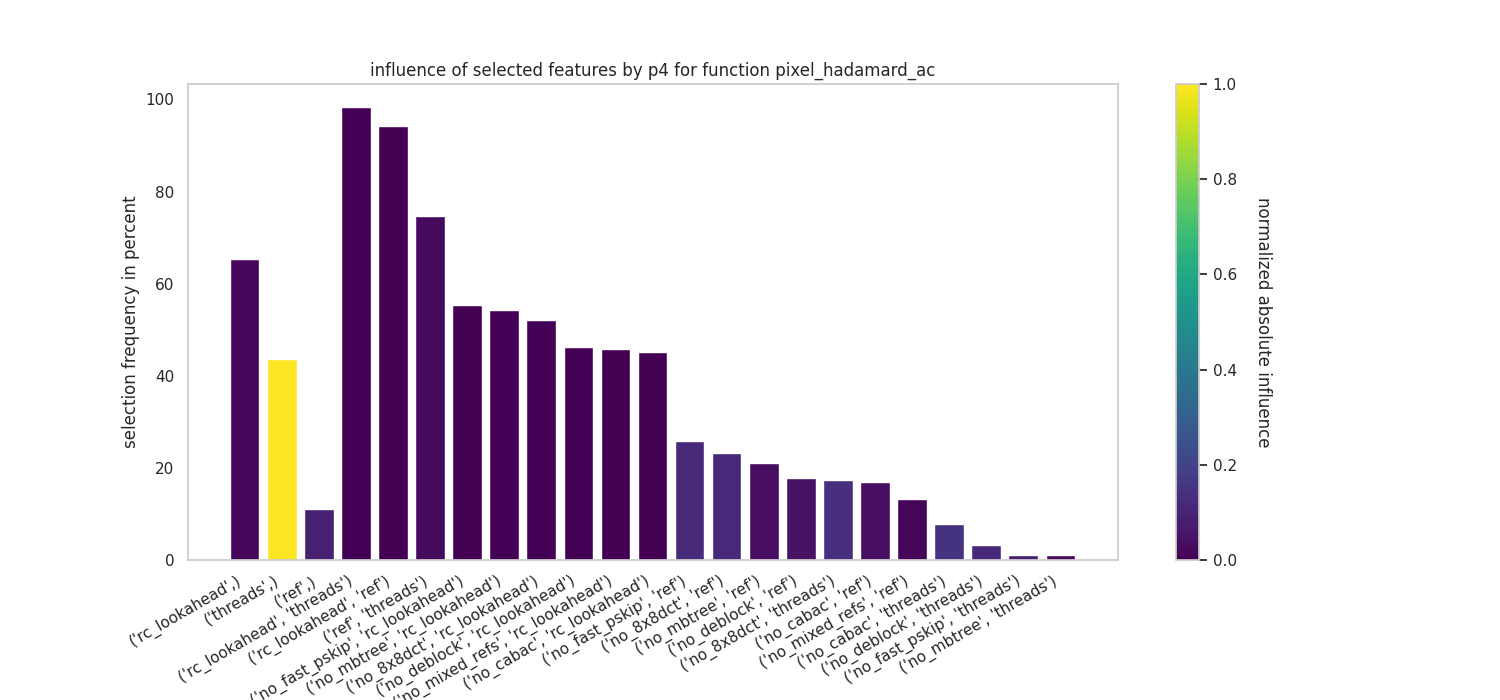 influence of selected features by p4 for function pixel_hadamard_ac
selection frequency in percent
100
80
60
40
20
0
('rc_lookahead',)
('threads',)
('ref',)
('rc_lookahead', 'threads')
('rc_lookahead', 'ref')
('ref', 'threads')
('no_fast_pskip', 'rc_lookahead')
('no_mbtree', 'rc_lookahead')
('no_8x8dct', 'rc_lookahead')
('no_deblock', 'rc_lookahead')
('no_mixed_refs', 'rc_lookahead')
('no_cabac', 'rc_lookahead')
('no_fast_pskip', 'ref')
('no_8x8dct', 'ref')
('no_mbtree', 'ref')
('no_deblock', 'ref')
('no_8x8dct', 'threads')
('no_cabac', 'ref')
('no_mixed_refs', 'ref')
('no_cabac', 'threads')
('no_deblock', 'threads')
('no_fast_pskip', 'threads')
('no_mbtree', 'threads')
1.0
0.8
0.6
0.4
0.2
0.0
normalized absolute influence